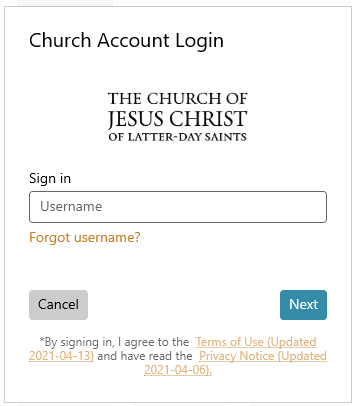 Church Account Login
THE CHURCH OF
JESUS CHRIST
OF LATTER-DAY SAINTS
Sign in
Username
Forgot username?
Cancel
Next
*By signing in, I agree to the Terms of Use (Updated
2021-04-13) and have read the Privacy Notice (Updated
2021-04-06).